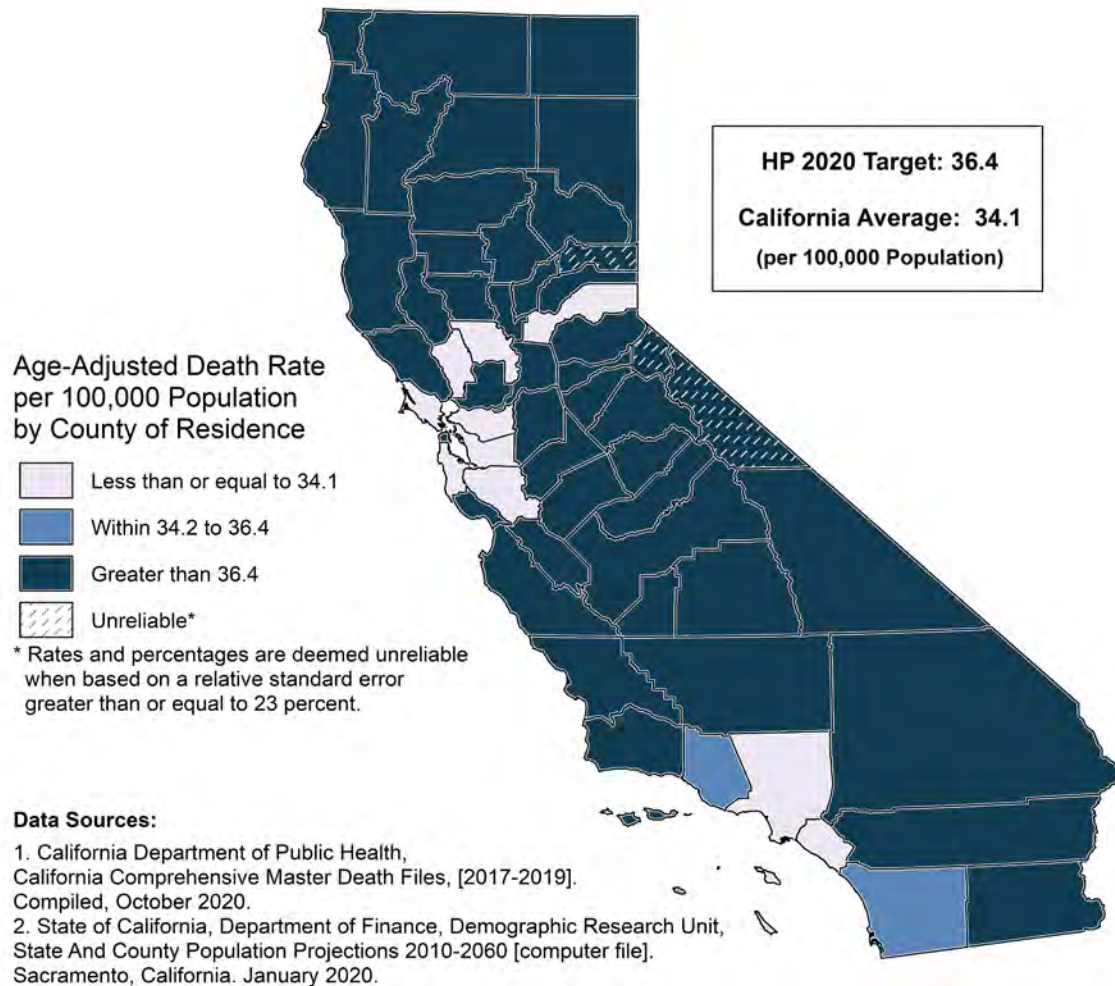 HP 2020 Target: 36.4
California Average: 34.1
(per 100,000 Population)
Age-Adjusted Death Rate
per 100,000 Population
by County of Residence
Less than or equal to 34.1
Within 34.2 to 36.4
Greater than 36.4
Unreliable*
* Rates and percentages are deemed unreliable
when based on a relative standard error
greater than or equal to 23 percent.
Data Sources:
1. California Department of Public Health,
California Comprehensive Master Death Files, [2017-2019].
Compiled, October 2020.
2. State of California, Department of Finance, Demographic Research Unit,
State And County Population Projections 2010-2060 [computer file].
Sacramento, California. January 2020.